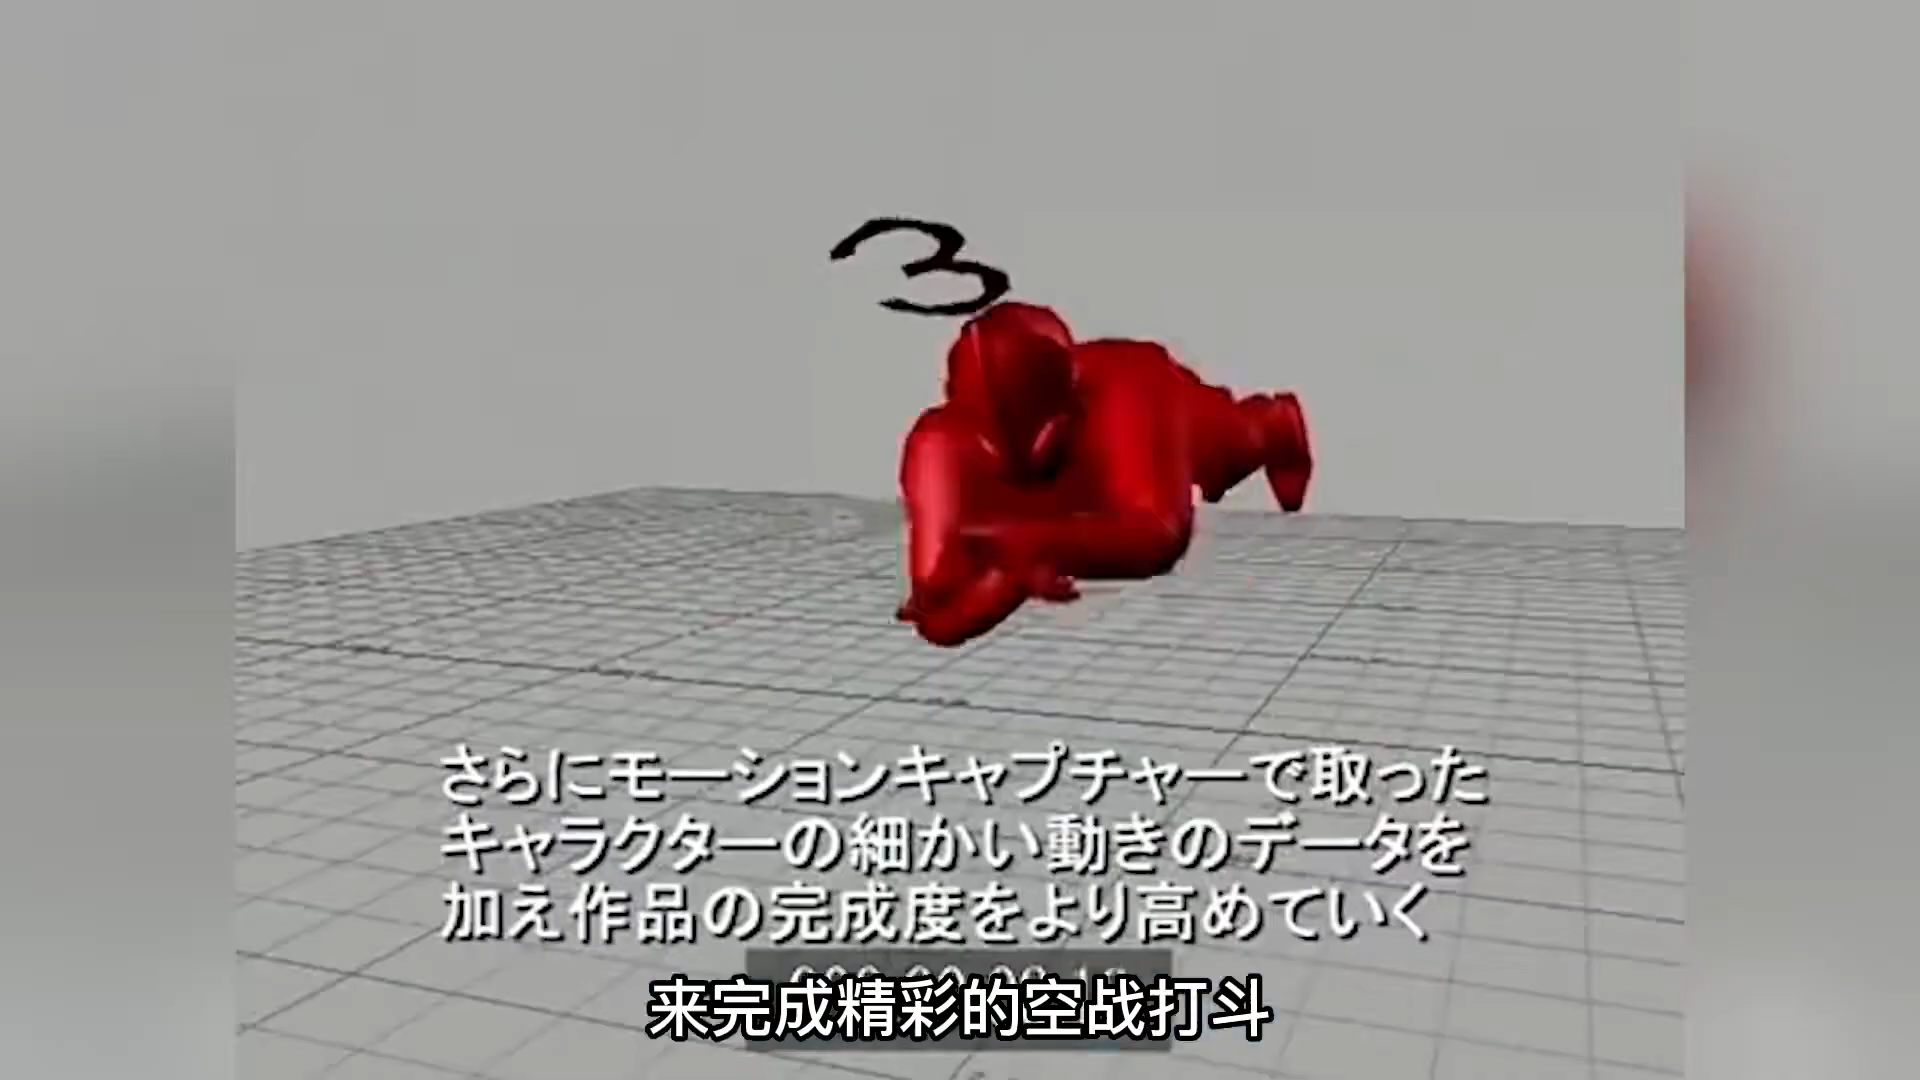 3
さらにモーションキャプチャーで取った
キャラクターの細かい動きのデータを
加え作品の完成度をより高めていく
来完成精彩的空战打斗